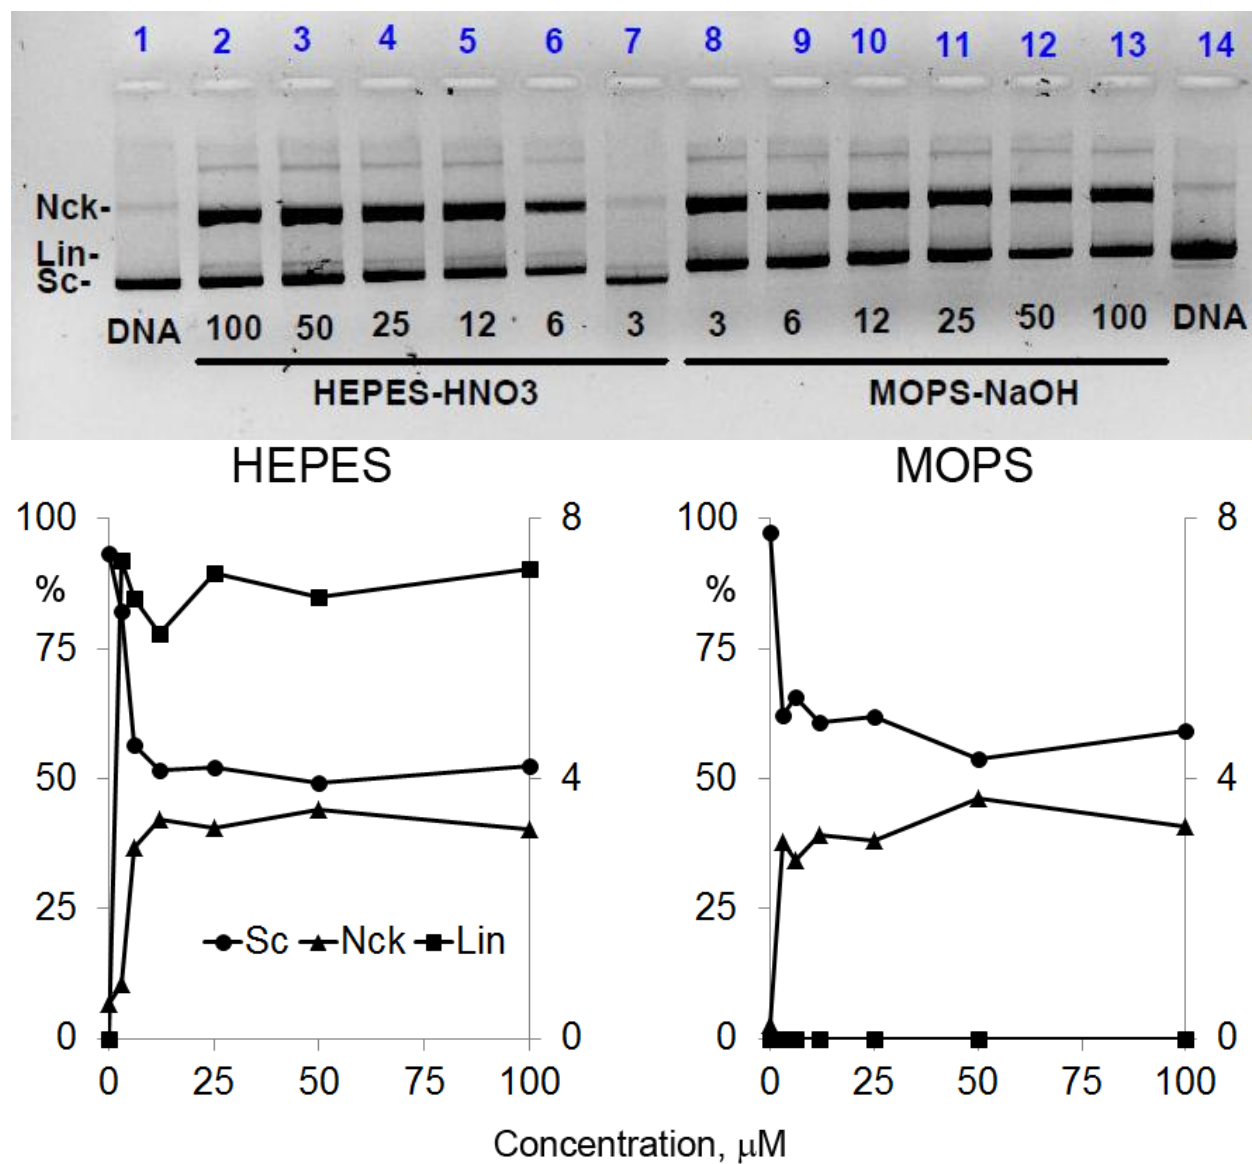 1 2 3 4 5 6 7 8 9 10 11 12 13 14
Nck-
Lin-
Sc-
DNA 100 50 25 12 6 3 3 6 12 25 50 100 DNA
HEPES-HNO3 MOPS-NaOH
HEPES MOPS
100 8 100 8
% %
75 75
50 4 50 4
25 25
Sc Nck Lin
0 0 0 0
0 25 50 75 100 0 25 50 75 100
Concentration, μM